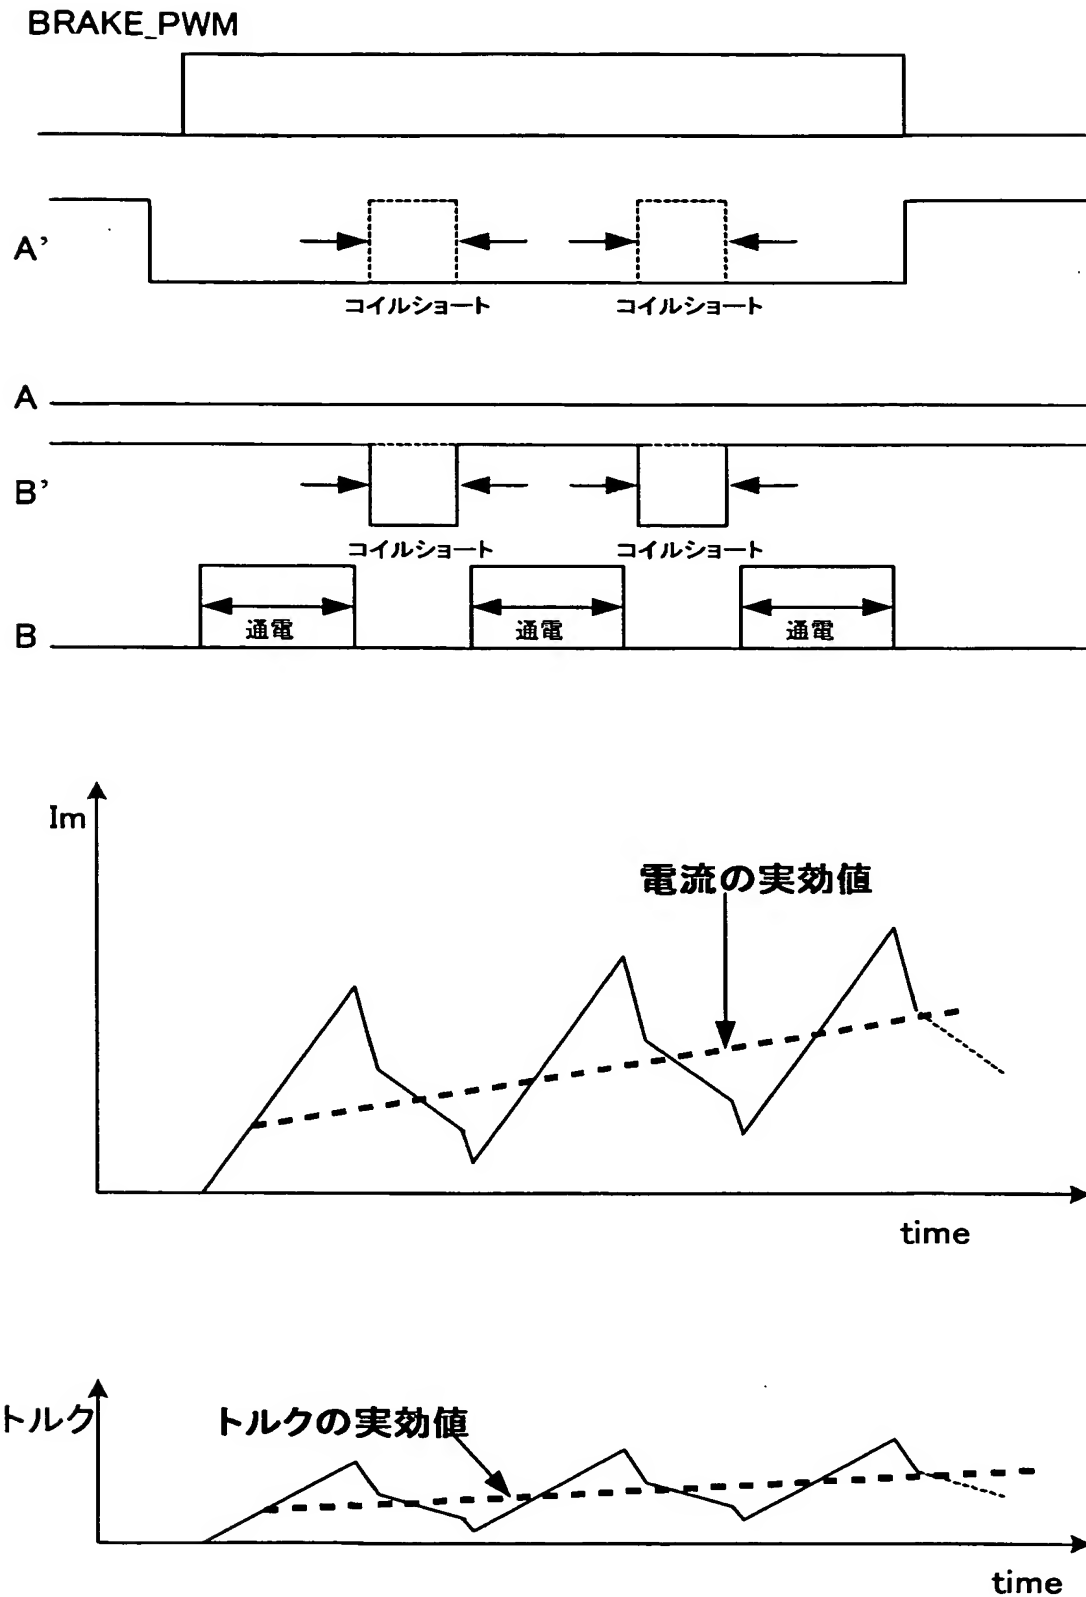 BRAKE_PWM
A'
コイルショート コイルショート
A
B'
コイルショート コイルショート
B
通電 通電 通電
Im
電流の実効値
time
トルク
トルクの実効値
time